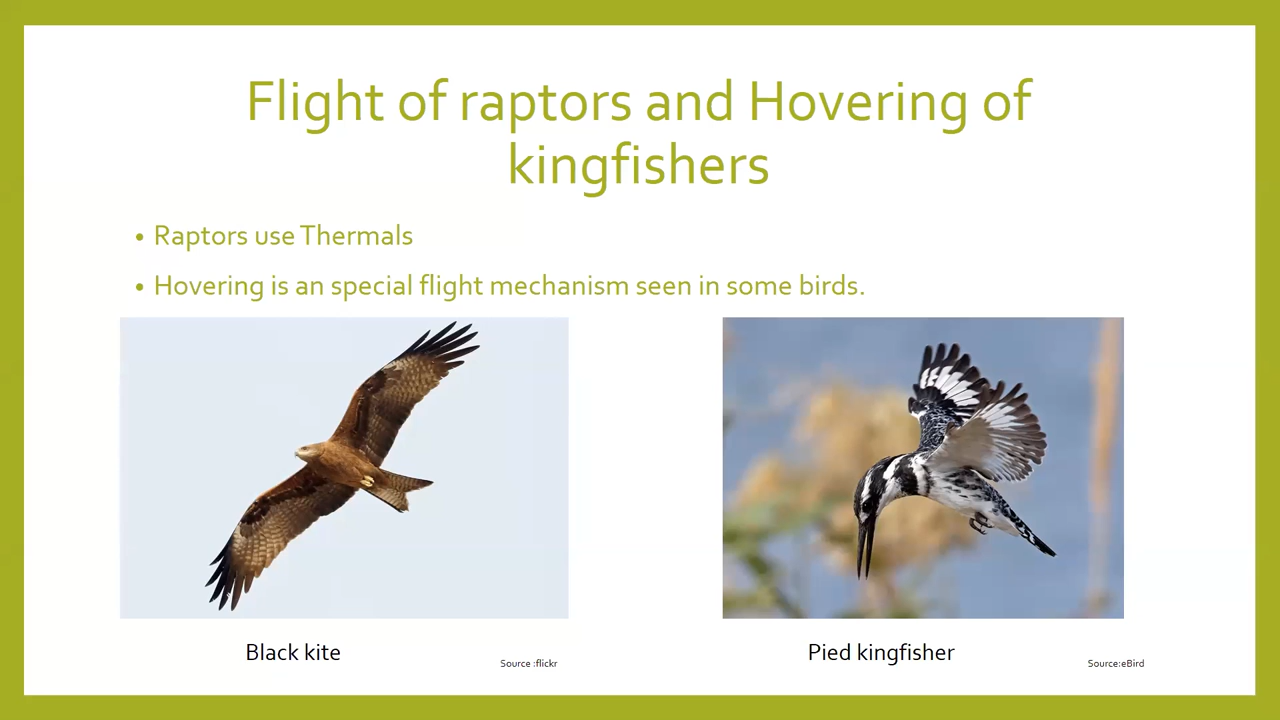 Flight of raptors and Hovering of
kingfishers
• Raptors use Thermals
• Hovering is an special flight mechanism seen in some birds.
Black kite
Source :flickr
Pied kingfisher
Source:eBird